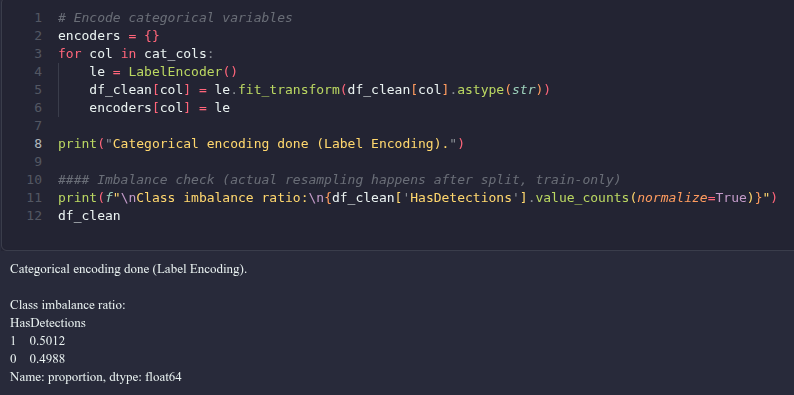 1 # Encode categorical variables
2 encoders = {}
3 for col in cat_cols:
4     le = LabelEncoder()
5     df_clean[col] = le.fit_transform(df_clean[col].astype(str))
6     encoders[col] = le
7
8 print("Categorical encoding done (Label Encoding).")
9
10 #### Imbalance check (actual resampling happens after split, train-only)
11 print(f"\nClass imbalance ratio:\n{df_clean['HasDetections'].value_counts(normalize=True)}")
12 df_clean
Categorical encoding done (Label Encoding).
Class imbalance ratio:
HasDetections
1 0.5012
0 0.4988
Name: proportion, dtype: float64